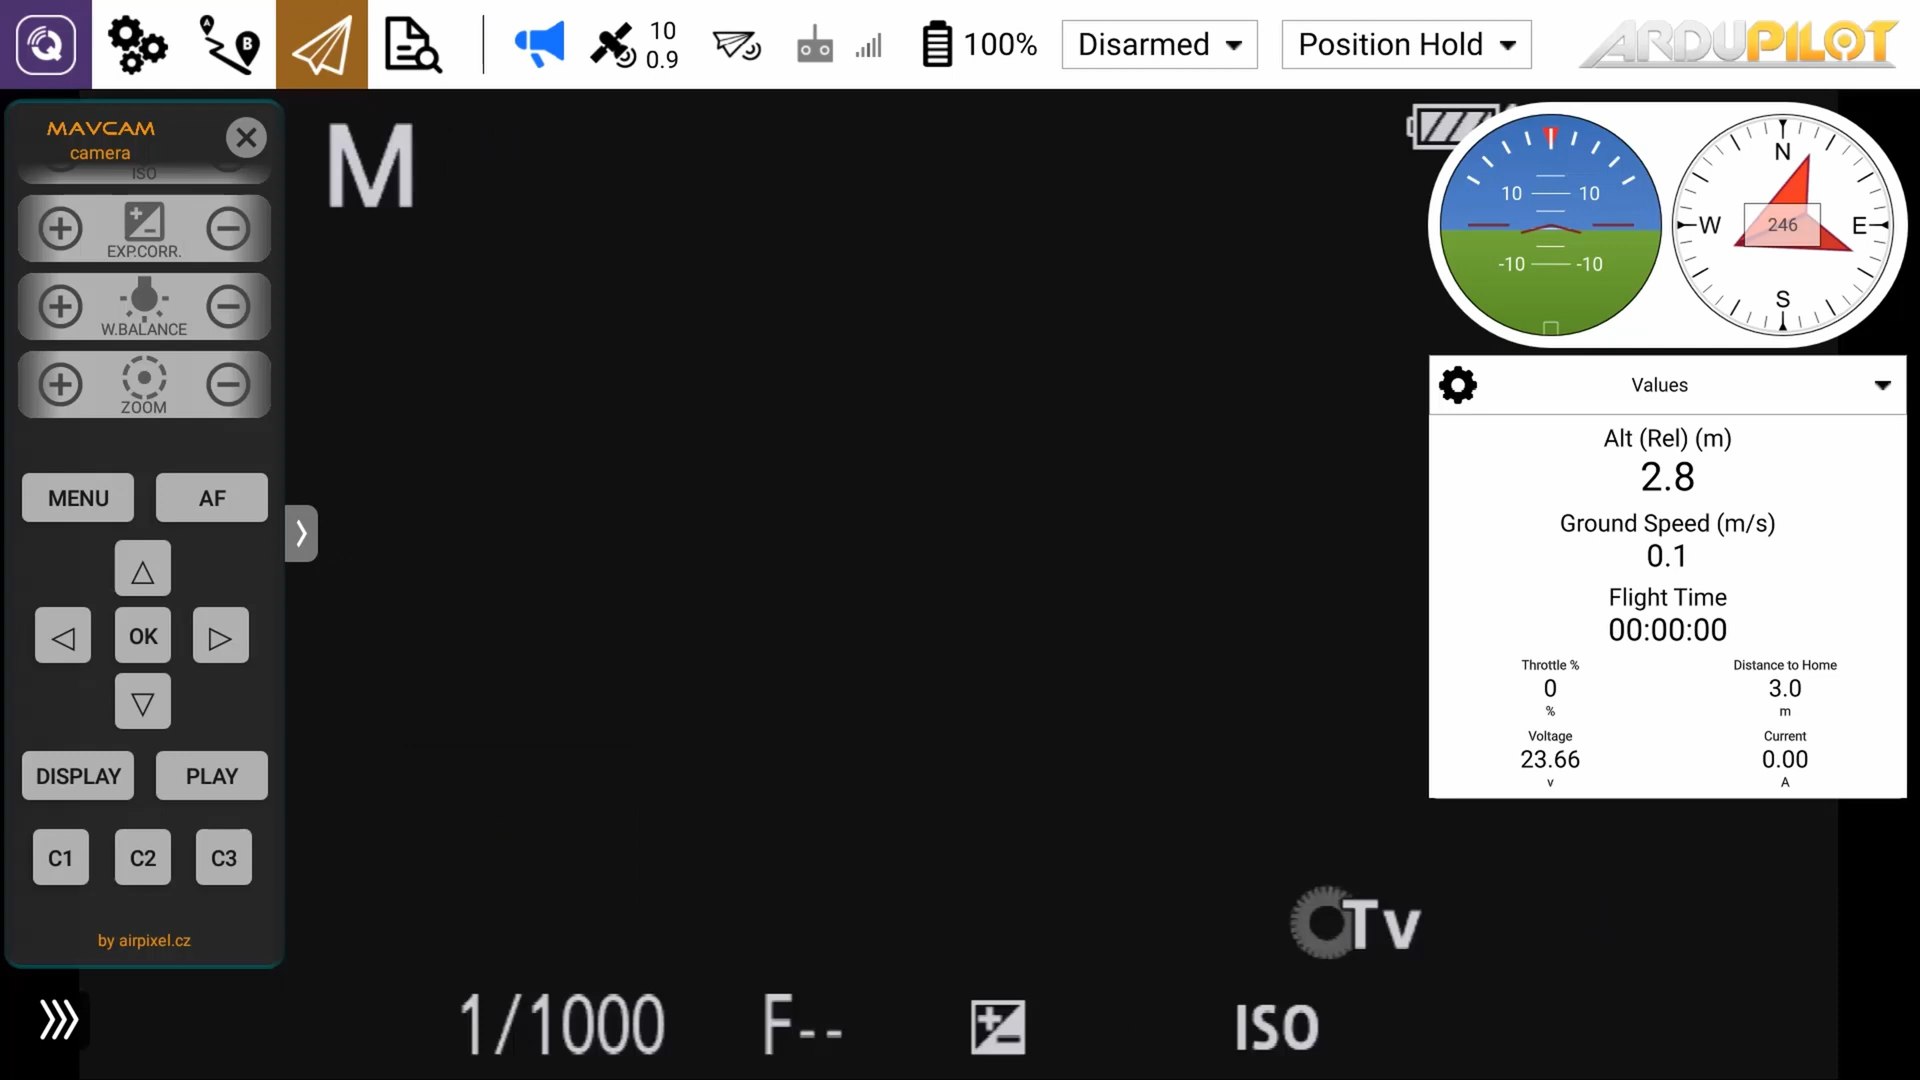 A
B
10
0.9
100%
Disarmed
Position Hold
ARDUPILOT
MAVCAM
camera
ISO
EXP.CORR.
W.BALANCE
ZOOM
MENU
AF
OK
DISPLAY
PLAY
C1
C2
C3
by airpixel.cz
M
10 10
-10 -10
N
W
246
E
S
Values
Alt (Rel) (m)
2.8
Ground Speed (m/s)
0.1
Flight Time
00:00:00
Throttle %
0
%
Distance to Home
3.0
m
Voltage
23.66
v
Current
0.00
A
Tv
1/1000
F--
ISO